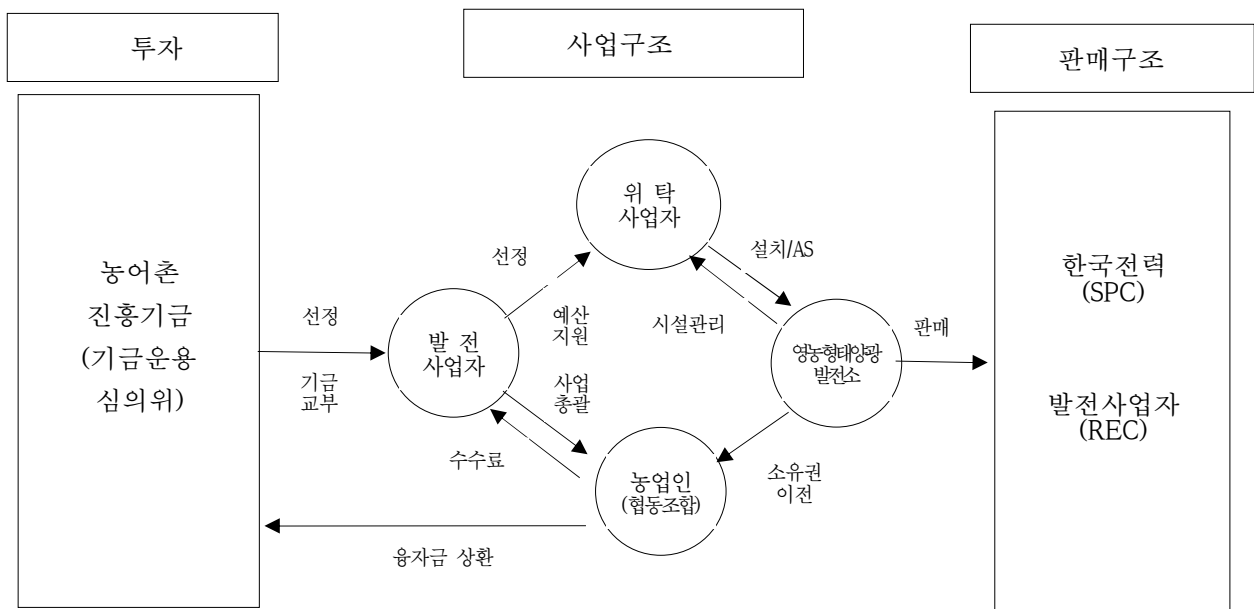 투자
사업구조
판매구조
농어촌
진흥기금
(기금운용
심의위)
선정
기금
교부
발 전
사업자
선정
예산
지원
위 탁
사업자
설치/AS
시설관리
영농형태양광
발전소
판매
사업
총괄
수수료
농업인
(협동조합)
소유권
이전
융자금 상환
한국전력
(SPC)
발전사업자
(REC)